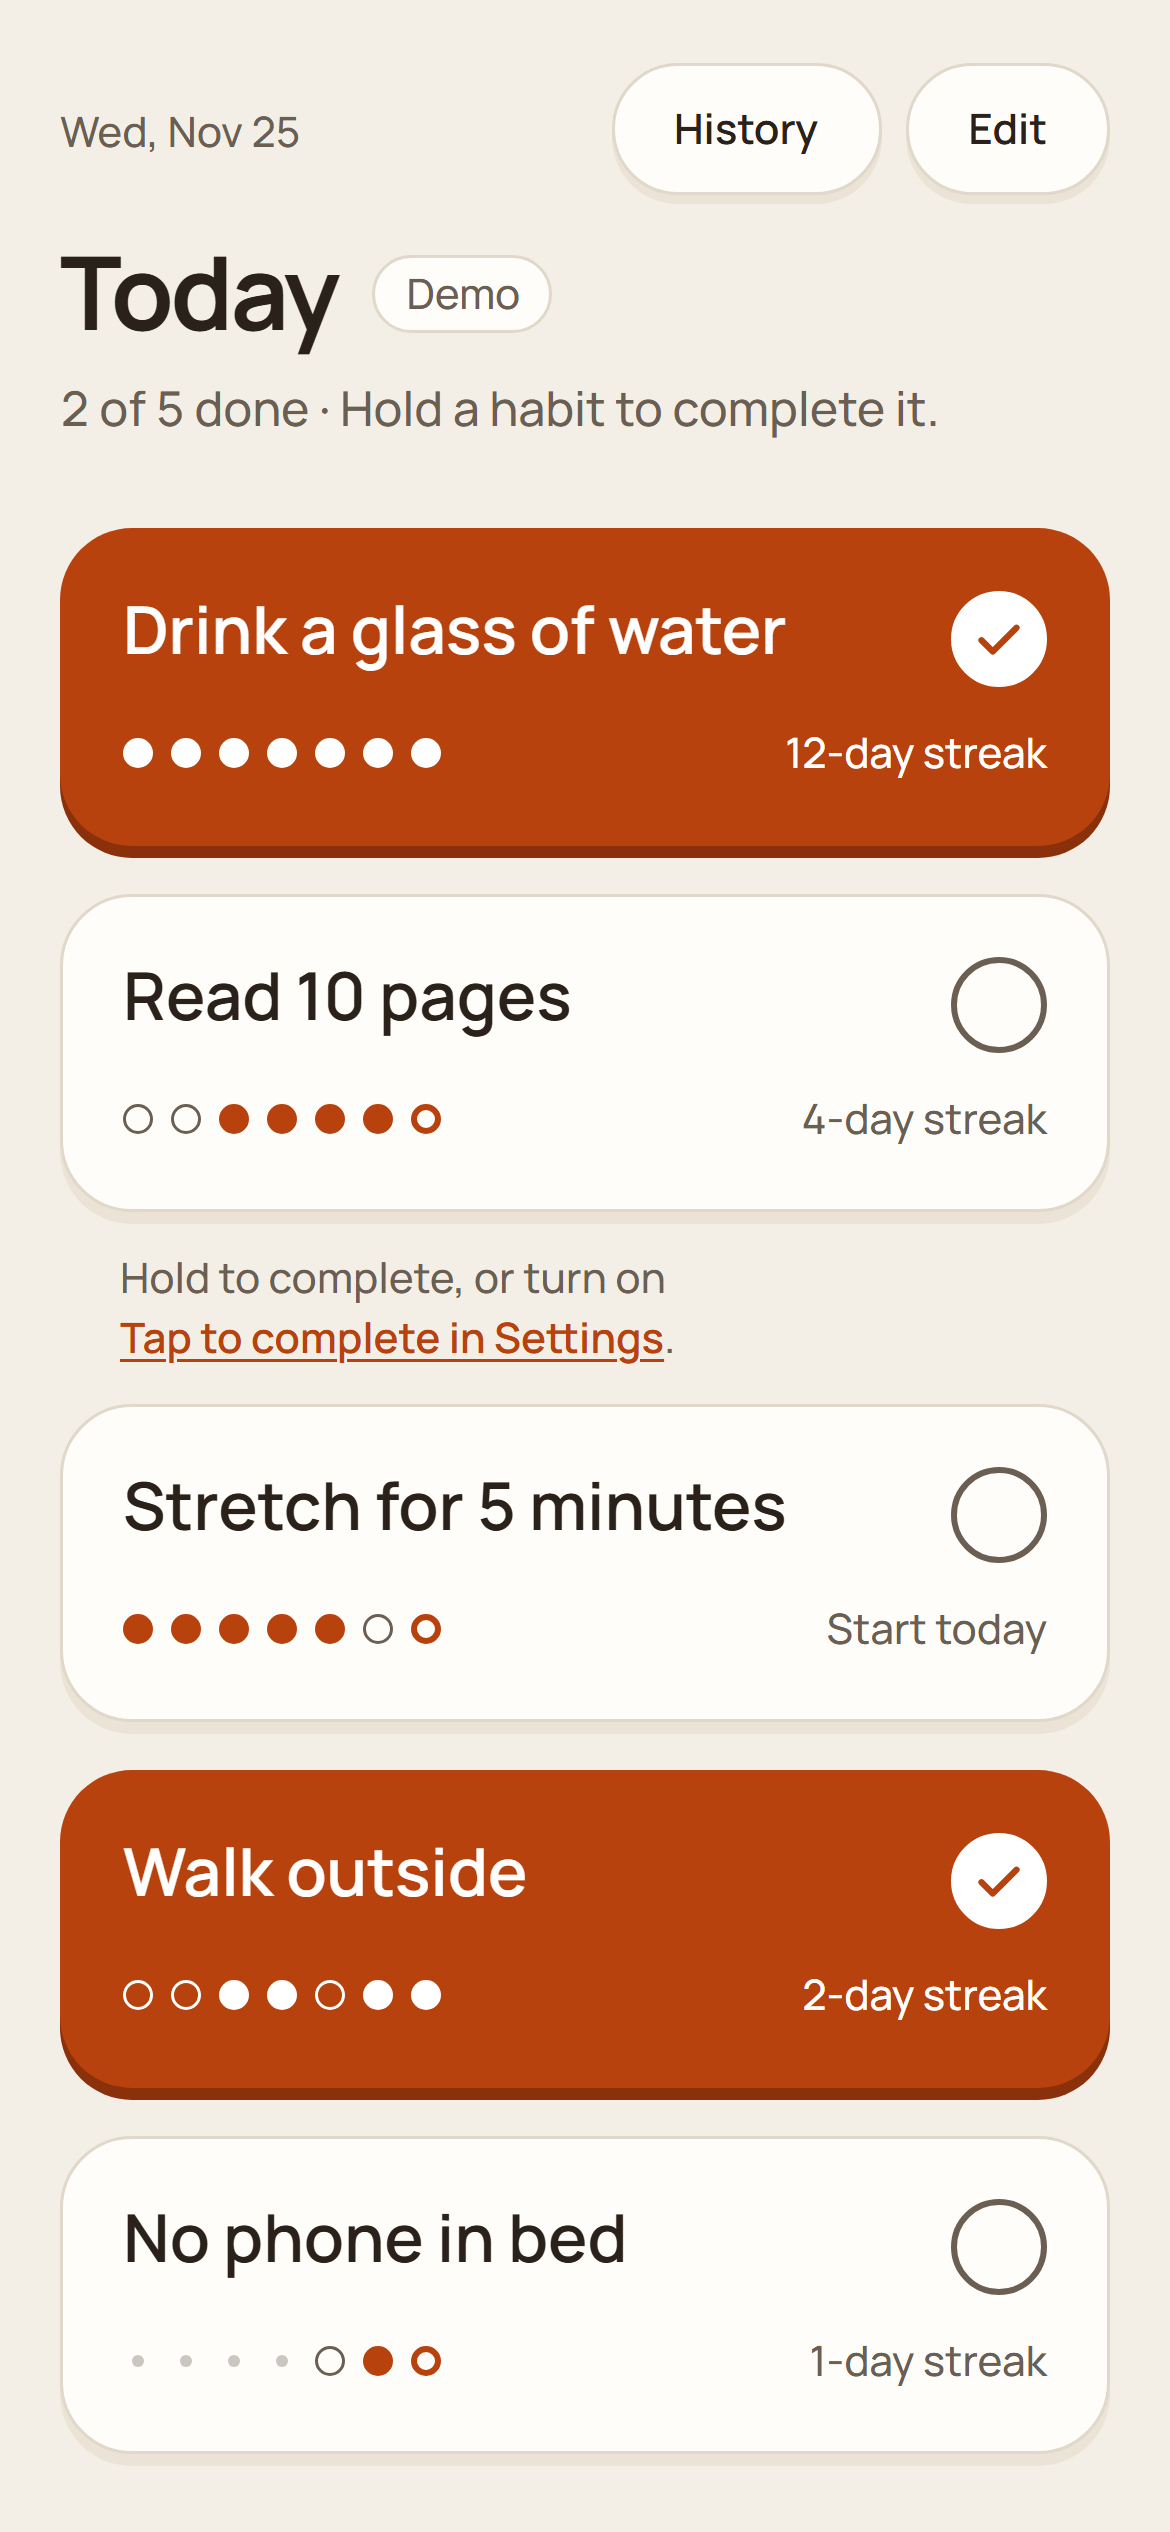 Wed, Nov 25
History
Edit
Today
Demo
2 of 5 done · Hold a habit to complete it.
Drink a glass of water
12-day streak
Read 10 pages
4-day streak
Hold to complete, or turn on
Tap to complete in Settings.
Stretch for 5 minutes
Start today
Walk outside
2-day streak
No phone in bed
1-day streak